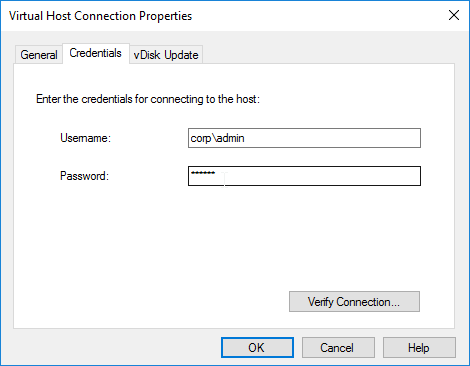 Virtual Host Connection Properties
General Credentials vDisk Update
Enter the credentials for connecting to the host:
Username: corp\admin
Password: ******
Verify Connection...
OK Cancel Help